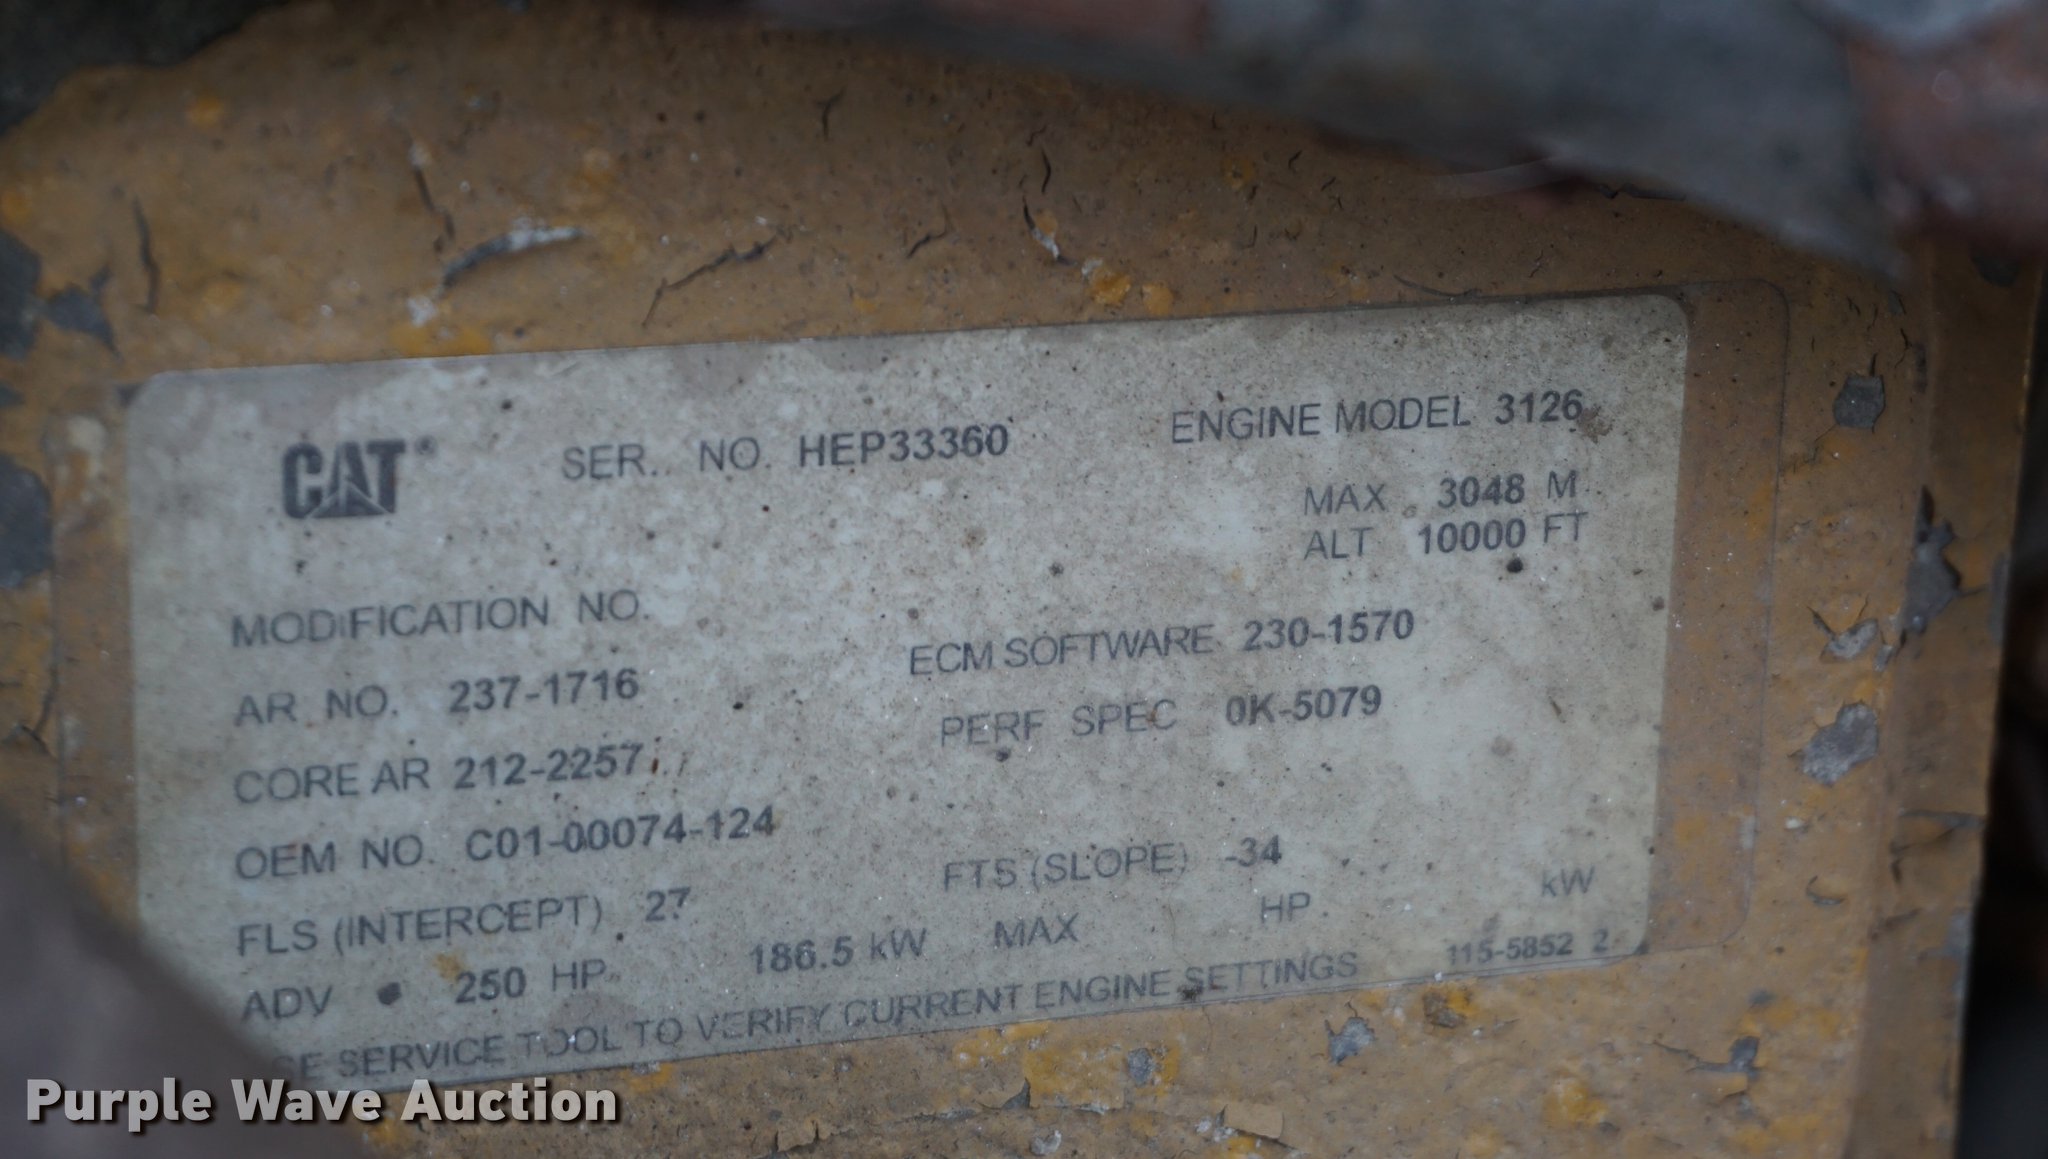 CAT® SER. NO. HEP33360 ENGINE MODEL 3126
MAX 3048 M
ALT 10000 FT
MODIFICATION NO.
AR NO. 237-1716 ECM SOFTWARE 230-1570
CORE AR 212-2257 PERF SPEC 0K-5079
OEM NO. C01-00074-124
FLS (INTERCEPT) 27 FTS (SLOPE) -34
ADV 250 HP 186.5 kW MAX HP kW
SERVICE TOOL TO VERIFY CURRENT ENGINE SETTINGS 115-5852 2
Purple Wave Auction